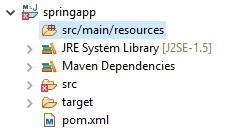 springapp
src/main/resources
JRE System Library [J2SE-1.5]
Maven Dependencies
src
target
pom.xml